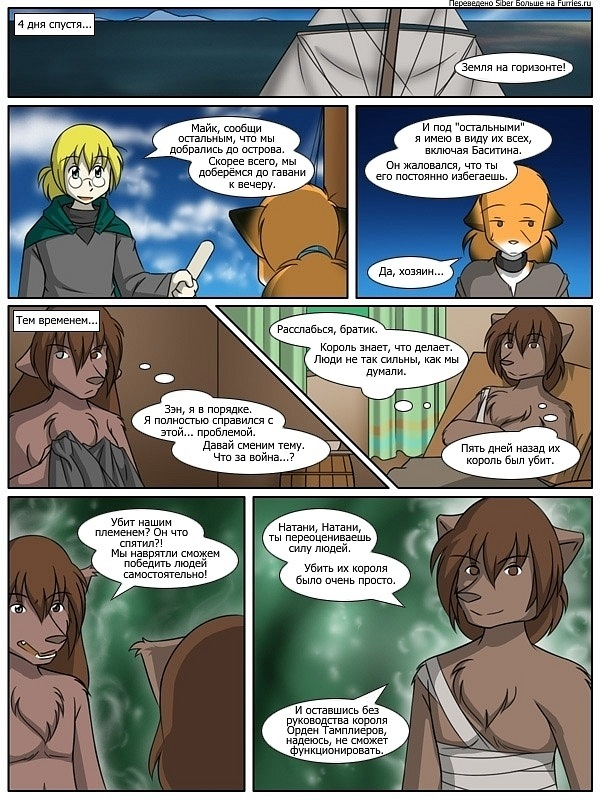 Переведено Siber Больше на Furries.ru
4 дня спустя...
Земля на горизонте!
Майк, сообщи
остальным, что мы
добрались до острова.
Скорее всего, мы
доберёмся до гавани
к вечеру.
И под "остальными"
я имею в виду их всех,
включая Баситина.
Он жаловался, что ты
его постоянно избегаешь.
Да, хозяин...
Тем временем...
Зэн, я в порядке.
Я полностью справился с
этой... проблемой.
Давай сменим тему.
Что за война...?
Расслабься, братик.
Король знает, что делает.
Люди не так сильны, как мы
думали.
Пять дней назад их
король был убит.
Убит нашим
племенем? Он что
спятил?!
Мы наврятли сможем
победить людей
самостоятельно!
Натани, Натани,
ты переоцениваешь
силу людей.
Убить их короля
было очень просто.
И оставшись без
руководства короля
Орден Тамплиеров,
надеюсь, не сможет
функционировать.